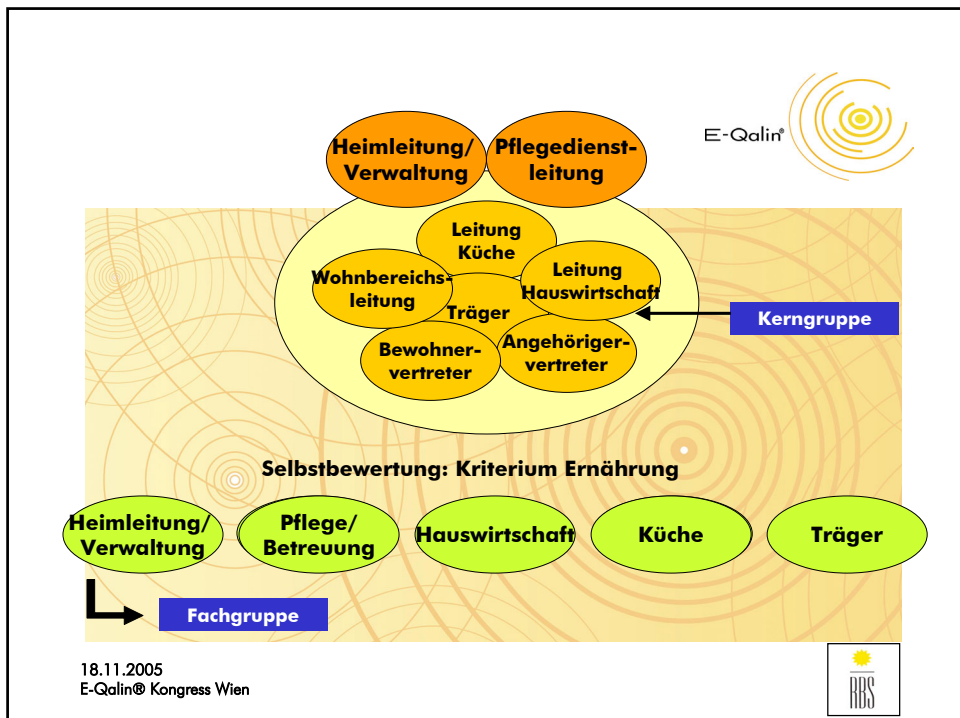 E-Qalin®
Heimleitung/
Verwaltung
Pflegedienst-
leitung
Leitung
Küche
Wohnbereichs-
leitung
Leitung
Hauswirtschaft
Träger
Bewohner-
vertreter
Angehöriger-
vertreter
Kerngruppe
Selbstbewertung: Kriterium Ernährung
Heimleitung/
Verwaltung
Pflege/
Betreuung
Hauswirtschaft
Küche
Träger
Fachgruppe
18.11.2005
E-Qalin® Kongress Wien
RBS